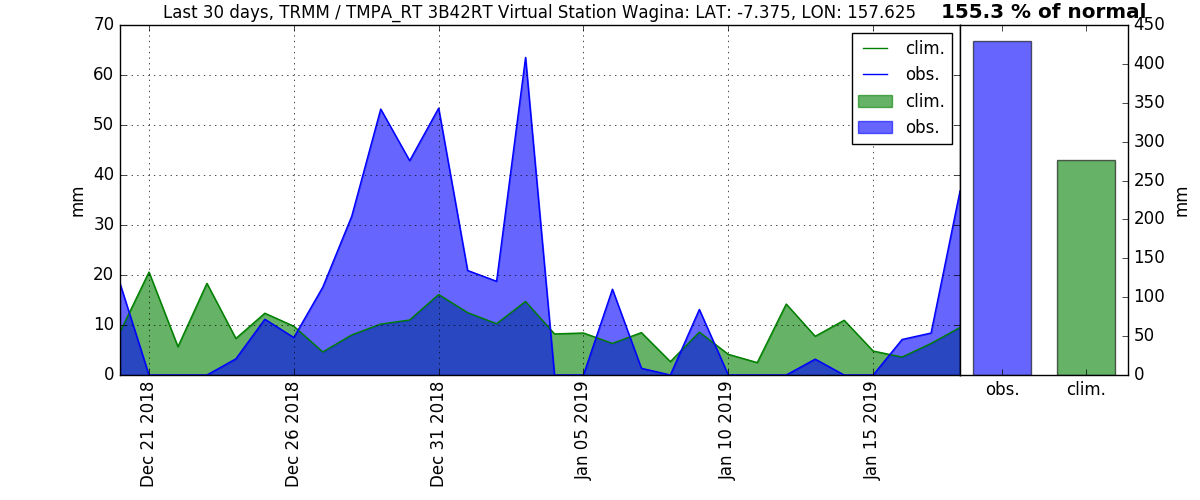 Last 30 days, TRMM / TMPA_RT 3B42RT Virtual Station Wagina: LAT: -7.375, LON: 157.625
155.3 % of normal
70
60
50
40
30
20
10
0
mm
clim.
obs.
clim.
obs.
Dec 21 2018
Dec 26 2018
Dec 31 2018
Jan 05 2019
Jan 10 2019
Jan 15 2019
450
400
350
300
250
200
150
100
50
0
mm
obs.
clim.